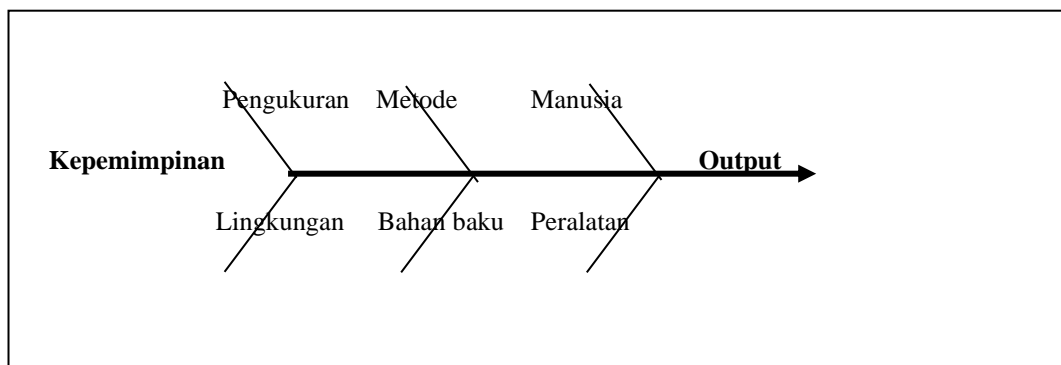 Pengukuran Metode Manusia
Kepemimpinan Output
Lingkungan Bahan baku Peralatan